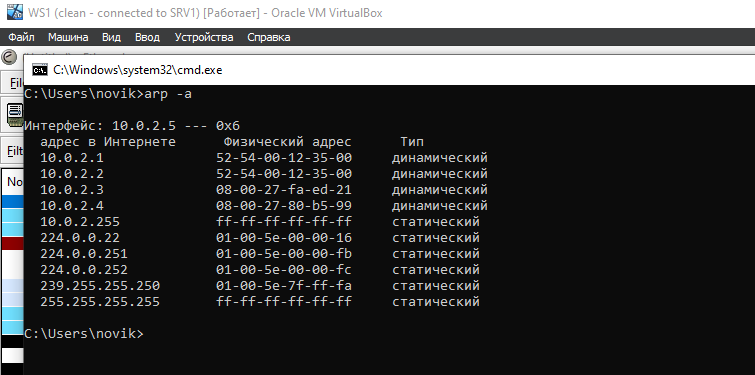 WS1 (clean - connected to SRV1) [Работает] - Oracle VM VirtualBox
Файл Машина Вид Ввод Устройства Справка
C:\Windows\system32\cmd.exe
C:\Users\novik>arp -a
Интерфейс: 10.0.2.5 --- 0x6
адрес в Интернете Физический адрес Тип
10.0.2.1 52-54-00-12-35-00 динамический
10.0.2.2 52-54-00-12-35-00 динамический
10.0.2.3 08-00-27-fa-ed-21 динамический
10.0.2.4 08-00-27-80-b5-99 динамический
10.0.2.255 ff-ff-ff-ff-ff-ff статический
224.0.0.22 01-00-5e-00-00-16 статический
224.0.0.251 01-00-5e-00-00-fb статический
224.0.0.252 01-00-5e-00-00-fc статический
239.255.255.250 01-00-5e-7f-ff-fa статический
255.255.255.255 ff-ff-ff-ff-ff-ff статический
C:\Users\novik>